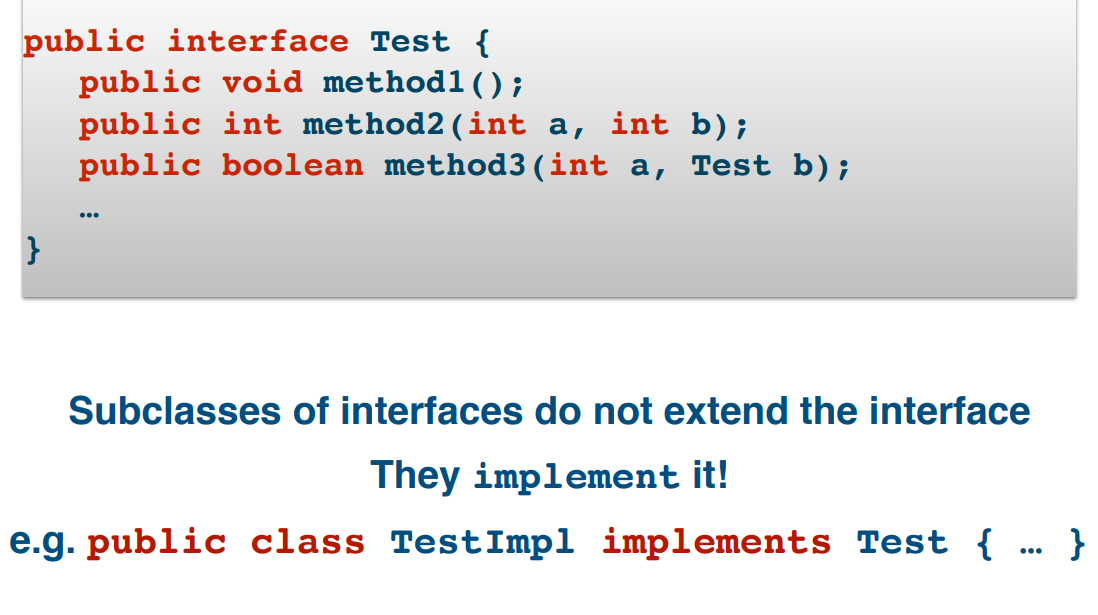 public interface Test {
public void method1();
public int method2(int a, int b);
public boolean method3(int a, Test b);
…
}
Subclasses of interfaces do not extend the interface
They implement it!
e.g. public class TestImpl implements Test { … }